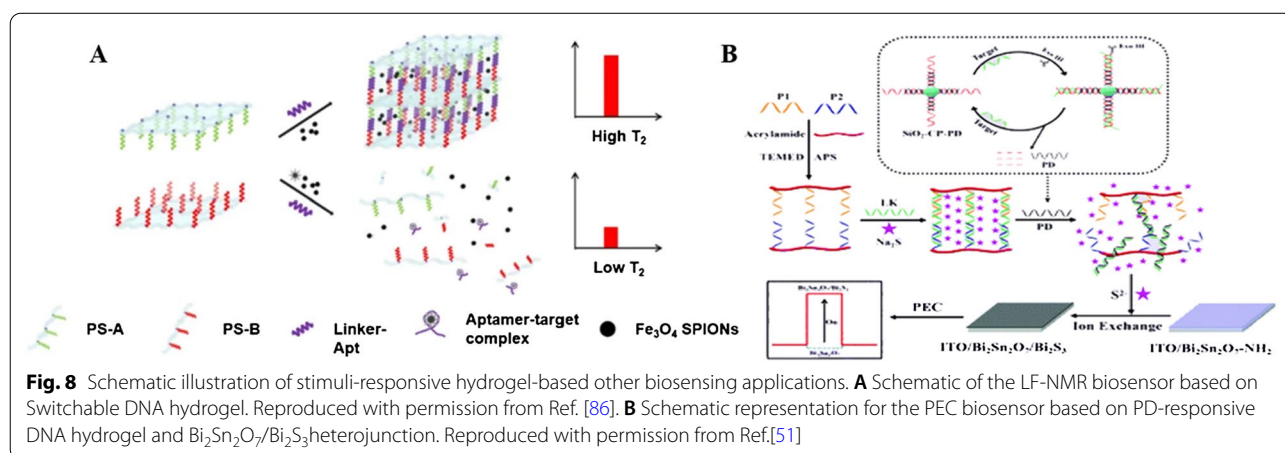 A
High T₂
Low T₂
PS-A
PS-B
Linker-
Apt
Aptamer-target
complex
Fe₃O₄ SPIONs
B
Target
Exo III
Exo III
SiO₂-CP-PD
Target
PD
P1
P2
Acrylamide
TEMED
APS
LK
Na₂S
PD
S²⁻
Ion Exchange
PEC
Bi₂Sn₂O₇/Bi₂S₃
On
Bi₂Sn₂O₇
ITO/Bi₂Sn₂O₇/Bi₂S₃
ITO/Bi₂Sn₂O₇-NH₂
Fig. 8 Schematic illustration of stimuli-responsive hydrogel-based other biosensing applications. A Schematic of the LF-NMR biosensor based on
Switchable DNA hydrogel. Reproduced with permission from Ref. [86]. B Schematic representation for the PEC biosensor based on PD-responsive
DNA hydrogel and Bi₂Sn₂O₇/Bi₂S₃heterojunction. Reproduced with permission from Ref.[51]